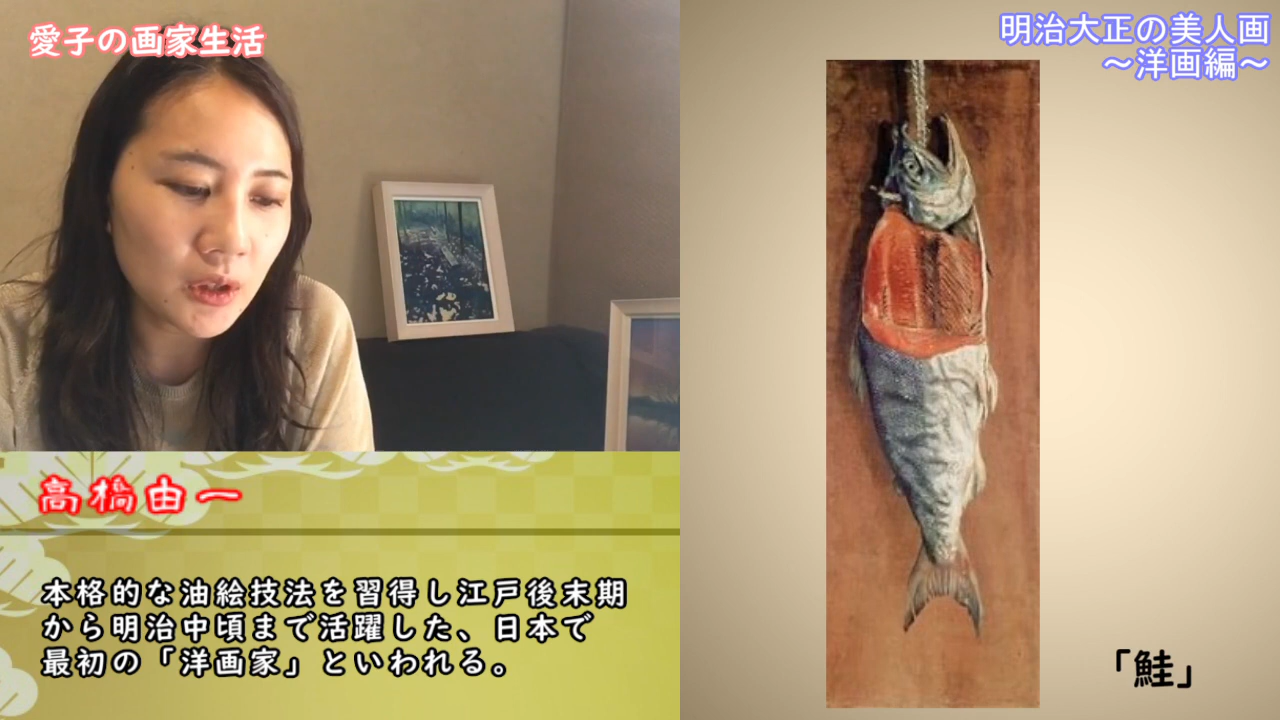 愛子の画家生活
明治大正の美人画
～洋画編～
高橋由一
本格的な油絵技法を習得し江戸後末期
から明治中頃まで活躍した、日本で
最初の「洋画家」といわれる。
「鮭」